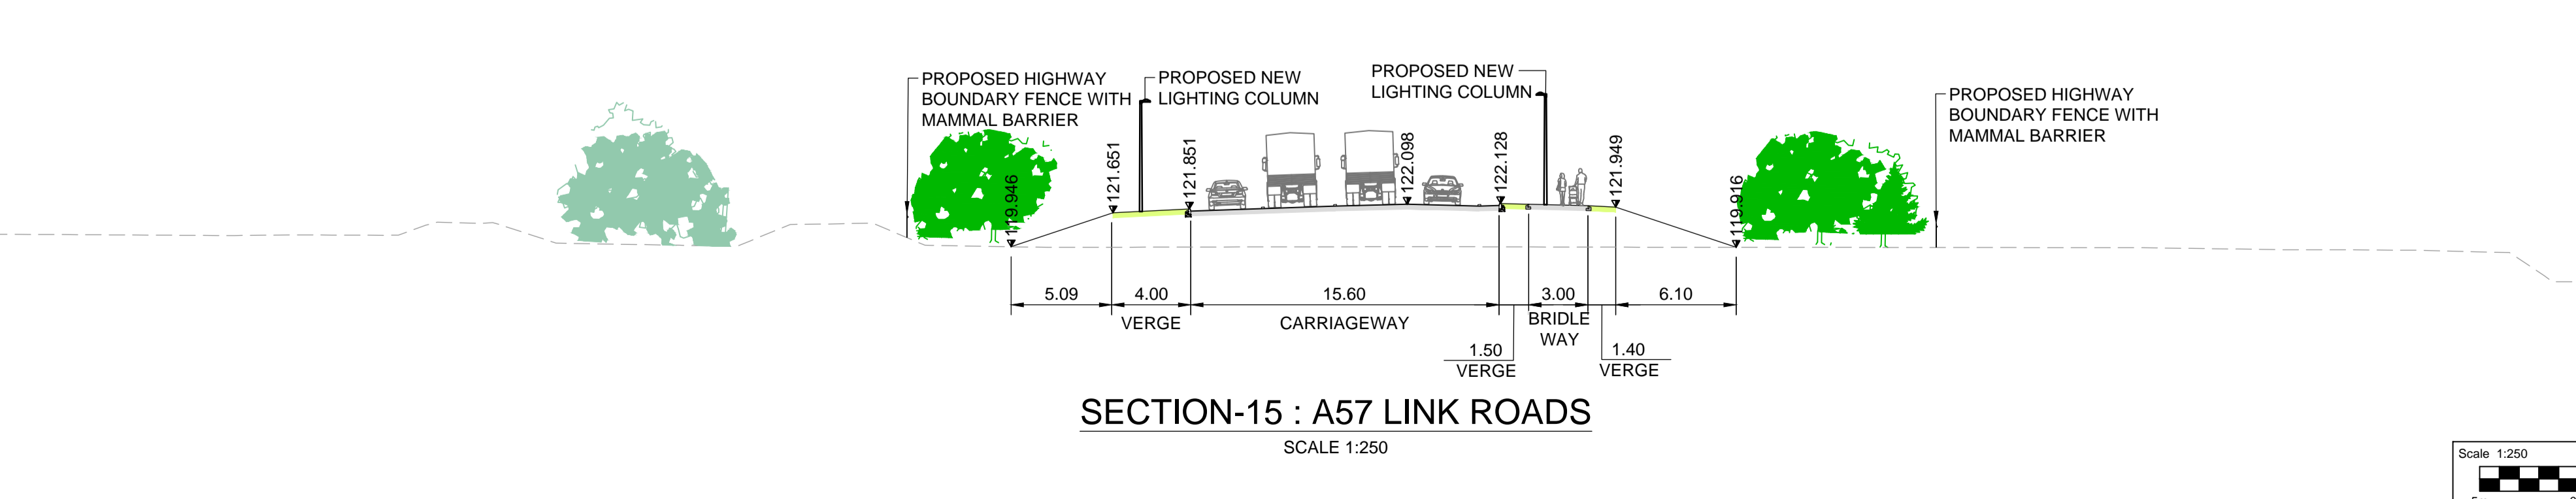 PROPOSED HIGHWAY
BOUNDARY FENCE WITH
MAMMAL BARRIER
PROPOSED NEW
LIGHTING COLUMN
PROPOSED NEW
LIGHTING COLUMN
PROPOSED HIGHWAY
BOUNDARY FENCE WITH
MAMMAL BARRIER
119.946
121.651
121.851
122.098
122.128
121.949
119.916
5.09
4.00
15.60
3.00
6.10
VERGE
CARRIAGEWAY
BRIDLE
WAY
1.50
VERGE
1.40
VERGE
SECTION-15 : A57 LINK ROADS
SCALE 1:250
Scale 1:250